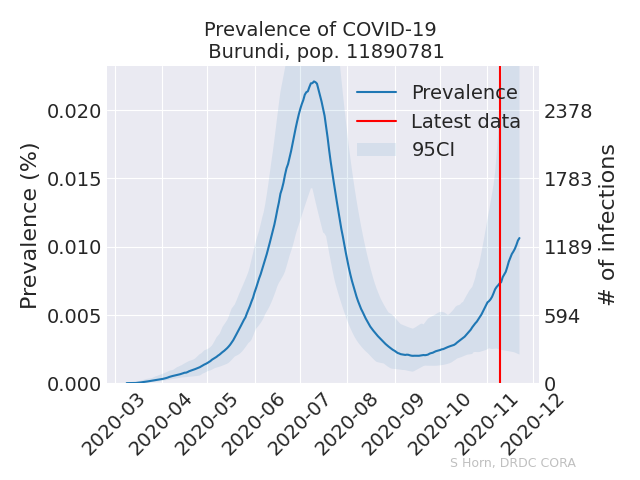 Prevalence of COVID-19
Burundi, pop. 11890781
Prevalence
Latest data
95CI
Prevalence (%)
0.020
0.015
0.010
0.005
0.000
2378
1783
1189
594
0
# of infections
2020-03
2020-04
2020-05
2020-06
2020-07
2020-08
2020-09
2020-10
2020-11
2020-12
S Horn, DRDC CORA